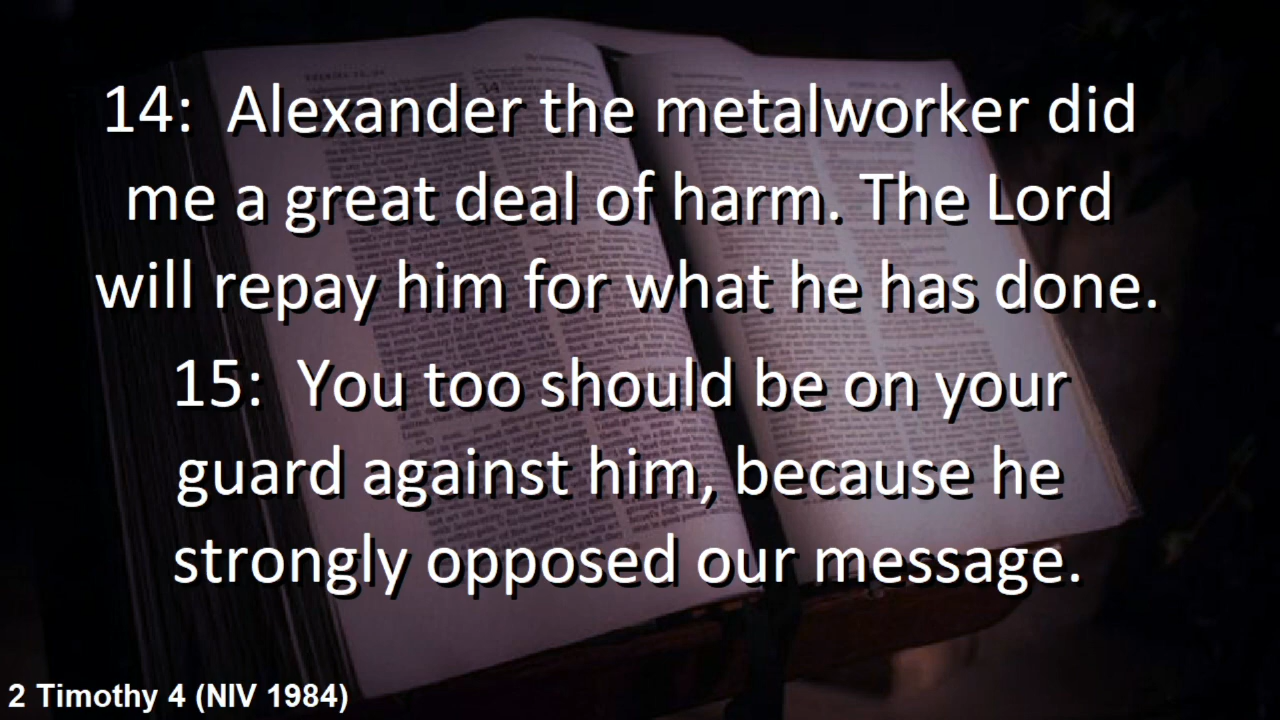 14:  Alexander the metalworker did
me a great deal of harm. The Lord
will repay him for what he has done.
15:  You too should be on your
guard against him, because he
strongly opposed our message.
2 Timothy 4 (NIV 1984)